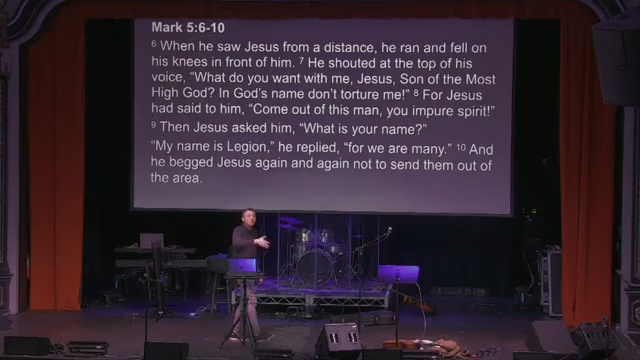 Mark 5:6-10
6 When he saw Jesus from a distance, he ran and fell on
his knees in front of him. 7 He shouted at the top of his
voice, “What do you want with me, Jesus, Son of the Most
High God? In God's name don't torture me!” 8 For Jesus
had said to him, “Come out of this man, you impure spirit!”
9 Then Jesus asked him, “What is your name?”
“My name is Legion,” he replied, “for we are many.” 10 And
he begged Jesus again and again not to send them out of
the area.